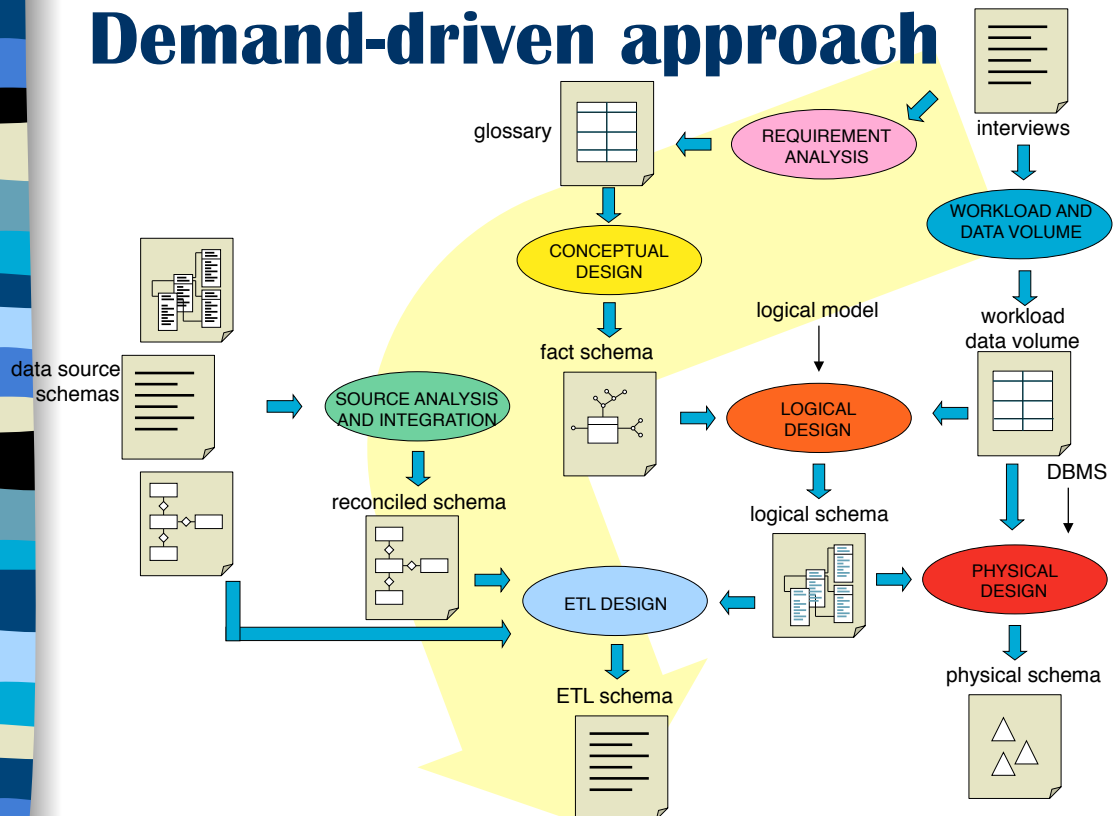 Demand-driven approach
interviews
glossary
REQUIREMENT
ANALYSIS
WORKLOAD AND
DATA VOLUME
CONCEPTUAL
DESIGN
logical model
workload
data volume
fact schema
data source
schemas
SOURCE ANALYSIS
AND INTEGRATION
LOGICAL
DESIGN
DBMS
reconciled schema
logical schema
PHYSICAL
DESIGN
ETL DESIGN
physical schema
ETL schema